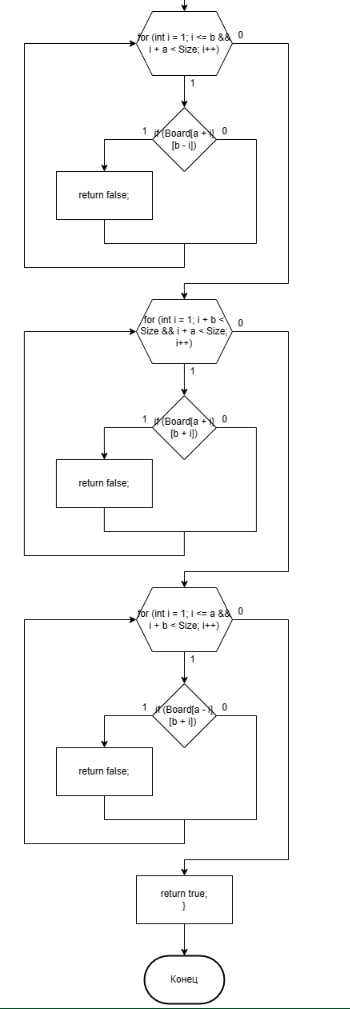 for (int i = 1; i <= b &&
i + a < Size; i++)
0
1
1
if (Board[a + i]
[b - i])
0
return false;
for (int i = 1; i + b <
Size && i + a < Size;
i++)
0
1
1
if (Board[a + i]
[b + i])
0
return false;
for (int i = 1; i <= a &&
i + b < Size; i++)
0
1
1
if (Board[a - i]
[b + i])
0
return false;
return true;
}
Конец